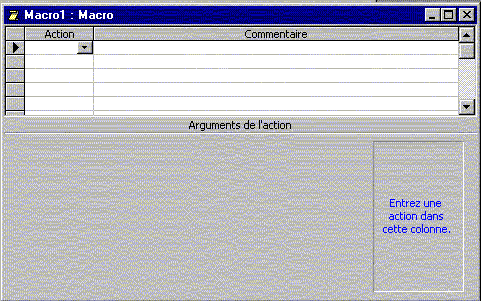 Macro1 : Macro
Action Commentaire
Arguments de l'action
Entrez une
action dans
cette colonne.